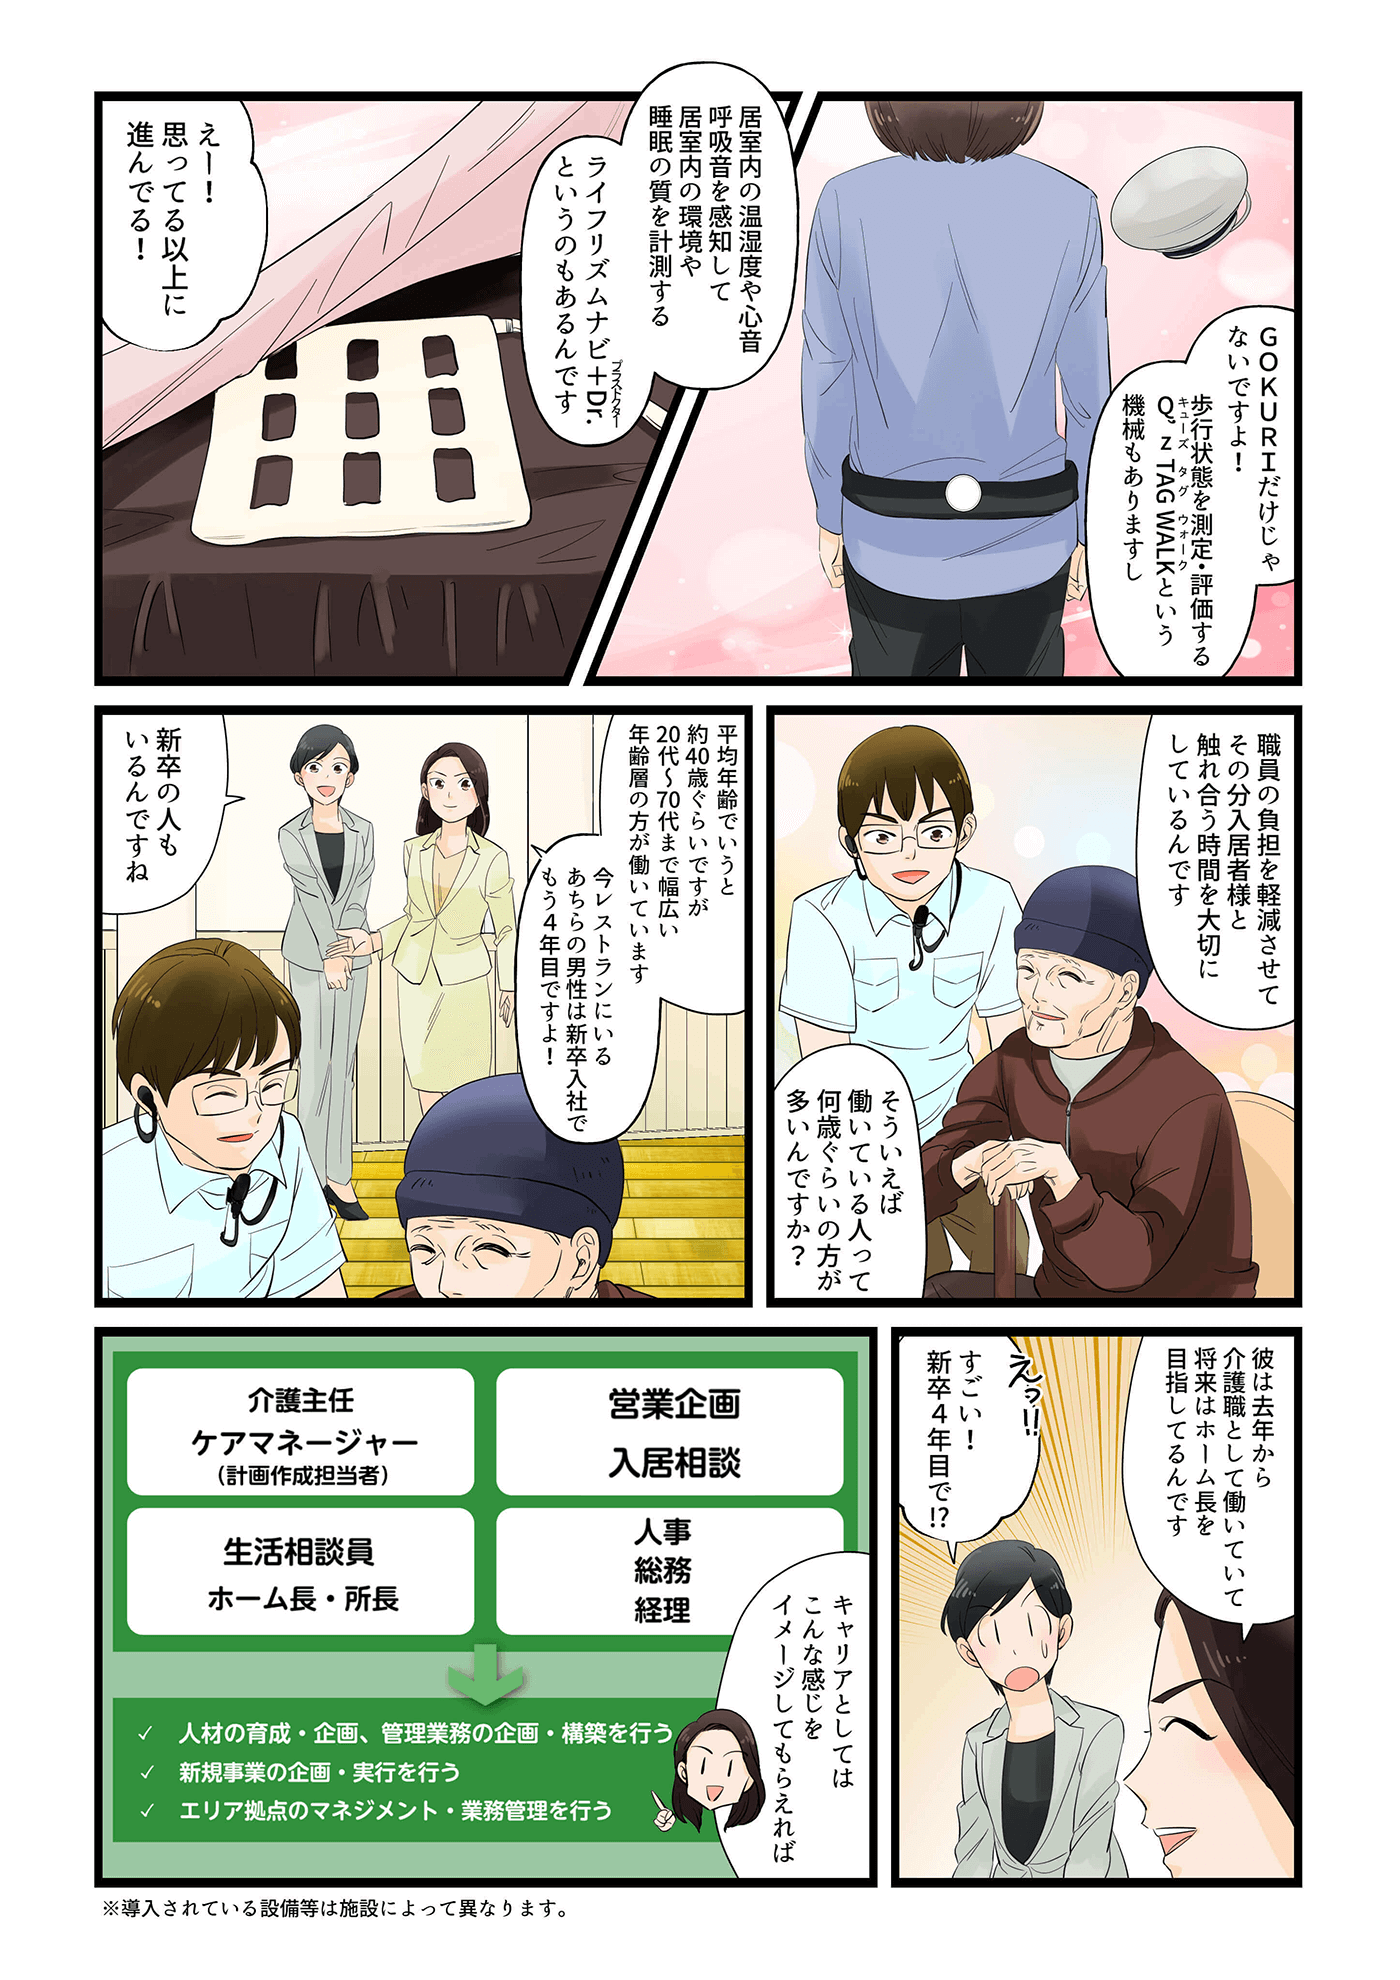 GOKURIだけじゃ
ないですよ！
歩行状態を測定・評価する
Q'z TAG WALKという
キューズ タグ ウォーク
機械もありますし
居室内の温湿度や心音
呼吸音を感知して
居室内の環境や
睡眠の質を計測する
ライフリズムナビ＋Dr.
プラスドクター
というのもあるんです
えー！
思ってる以上に
進んでる！
職員の負担を軽減させて
その分入居者様と
触れ合う時間を大切に
しているんです
そういえば
働いている人って
何歳ぐらいの方が
多いんですか？
平均年齢でいうと
約40歳ぐらいですが
20代～70代まで幅広い
年齢層の方が働いています
今レストランにいる
あちらの男性は新卒入社で
もう4年目ですよ！
新卒の人も
いるんですね
彼は去年から
介護職として働いていて
将来はホーム長を
目指してるんです
えっ!!
すごい！
新卒4年目で!?
介護主任
ケアマネージャー
（計画作成担当者）
営業企画
入居相談
生活相談員
ホーム長・所長
人事
総務
経理
キャリアとしては
こんな感じを
イメージしてもらえれば
✓ 人材の育成・企画、管理業務の企画・構築を行う
✓ 新規事業の企画・実行を行う
✓ エリア拠点のマネジメント・業務管理を行う
※導入されている設備等は施設によって異なります。